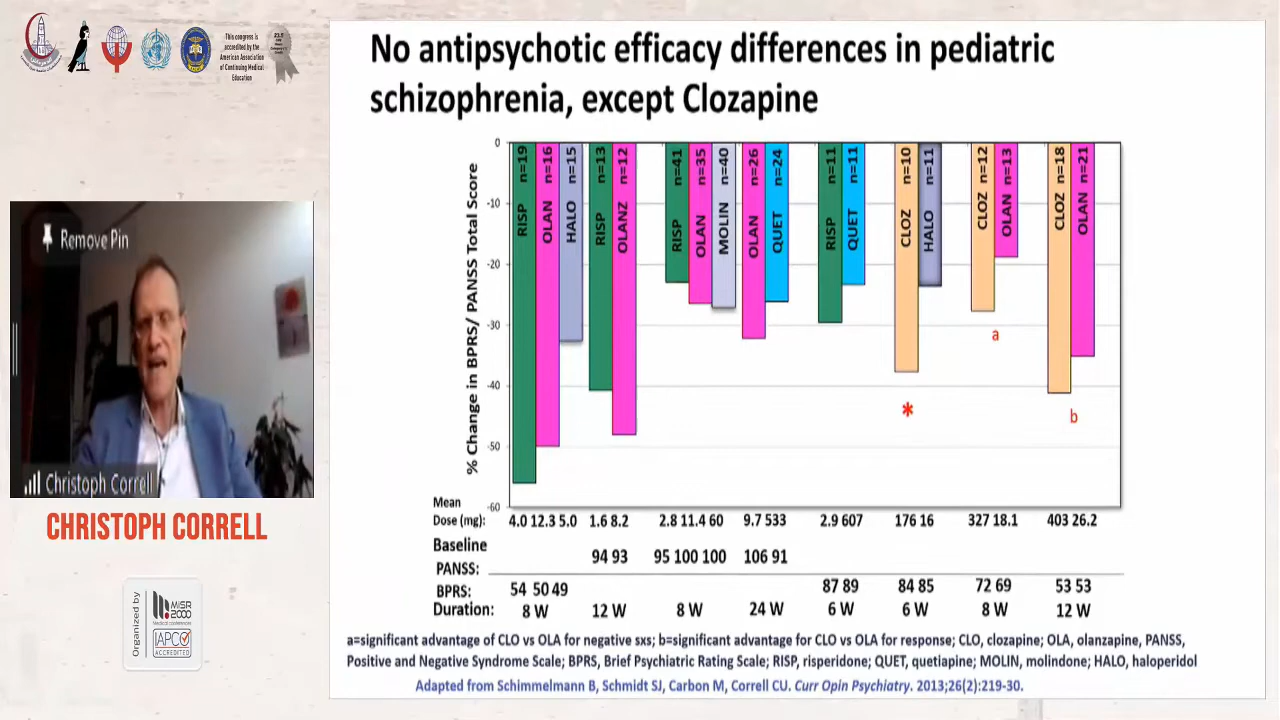 This congress is
accredited by the
American Association
of Continuing Medical
Education
No antipsychotic efficacy differences in pediatric
schizophrenia, except Clozapine
Remove Pin
Christoph Correll
CHRISTOPH CORRELL
Organized by
MISR
2000
Medical conferences
IAPCO
ACCREDITED
% Change in BPRS/ PANSS Total Score
0
-10
-20
-30
-40
-50
-60
RISP n=19
OLAN n=16
HALO n=15
RISP n=13
OLANZ n=12
RISP n=41
OLAN n=35
MOLIN n=40
OLAN n=26
QUET n=24
RISP n=11
QUET n=11
CLOZ n=10
HALO n=11
CLOZ n=12
OLAN n=13
CLOZ n=18
OLAN n=21
a
*
b
Mean
Dose (mg): 4.0 12.3 5.0 1.6 8.2 2.8 11.4 60 9.7 533 2.9 607 176 16 327 18.1 403 26.2
Baseline
PANSS: 94 93 95 100 100 106 91
BPRS: 54 50 49 87 89 84 85 72 69 53 53
Duration: 8 W 12 W 8 W 24 W 6 W 6 W 8 W 12 W
a=significant advantage of CLO vs OLA for negative sxs; b=significant advantage for CLO vs OLA for response; CLO, clozapine; OLA, olanzapine, PANSS,
Positive and Negative Syndrome Scale; BPRS, Brief Psychiatric Rating Scale; RISP, risperidone; QUET, quetiapine; MOLIN, molindone; HALO, haloperidol
Adapted from Schimmelmann B, Schmidt SJ, Carbon M, Correll CU. Curr Opin Psychiatry. 2013;26(2):219-30.